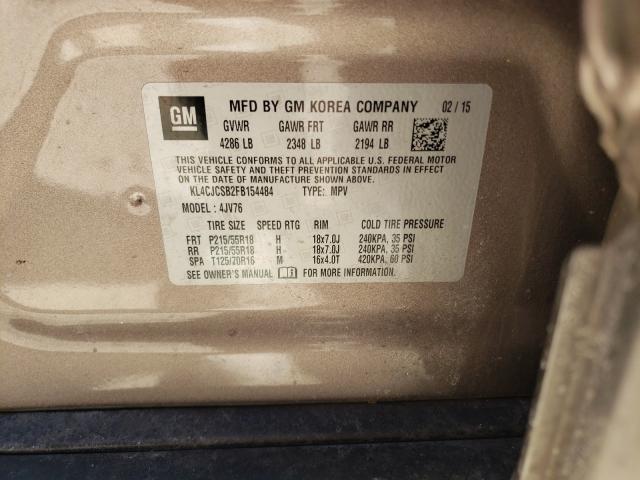 GM
MFD BY GM KOREA COMPANY 02 / 15
GVWR GAWR FRT GAWR RR
4286 LB 2348 LB 2194 LB
THIS VEHICLE CONFORMS TO ALL APPLICABLE U.S. FEDERAL MOTOR
VEHICLE SAFETY AND THEFT PREVENTION STANDARDS IN EFFECT
ON THE DATE OF MANUFACTURE SHOWN ABOVE.
KL4CJCSB2FB154484 TYPE: MPV
MODEL : 4JV76
TIRE SIZE SPEED RTG RIM COLD TIRE PRESSURE
FRT P215/55R18 H 18x7.0J 240KPA, 35 PSI
RR P215/55R18 H 18x7.0J 240KPA, 35 PSI
SPA T125/70R16 M 16x4.0T 420KPA, 60 PSI
SEE OWNER'S MANUAL FOR MORE INFORMATION.